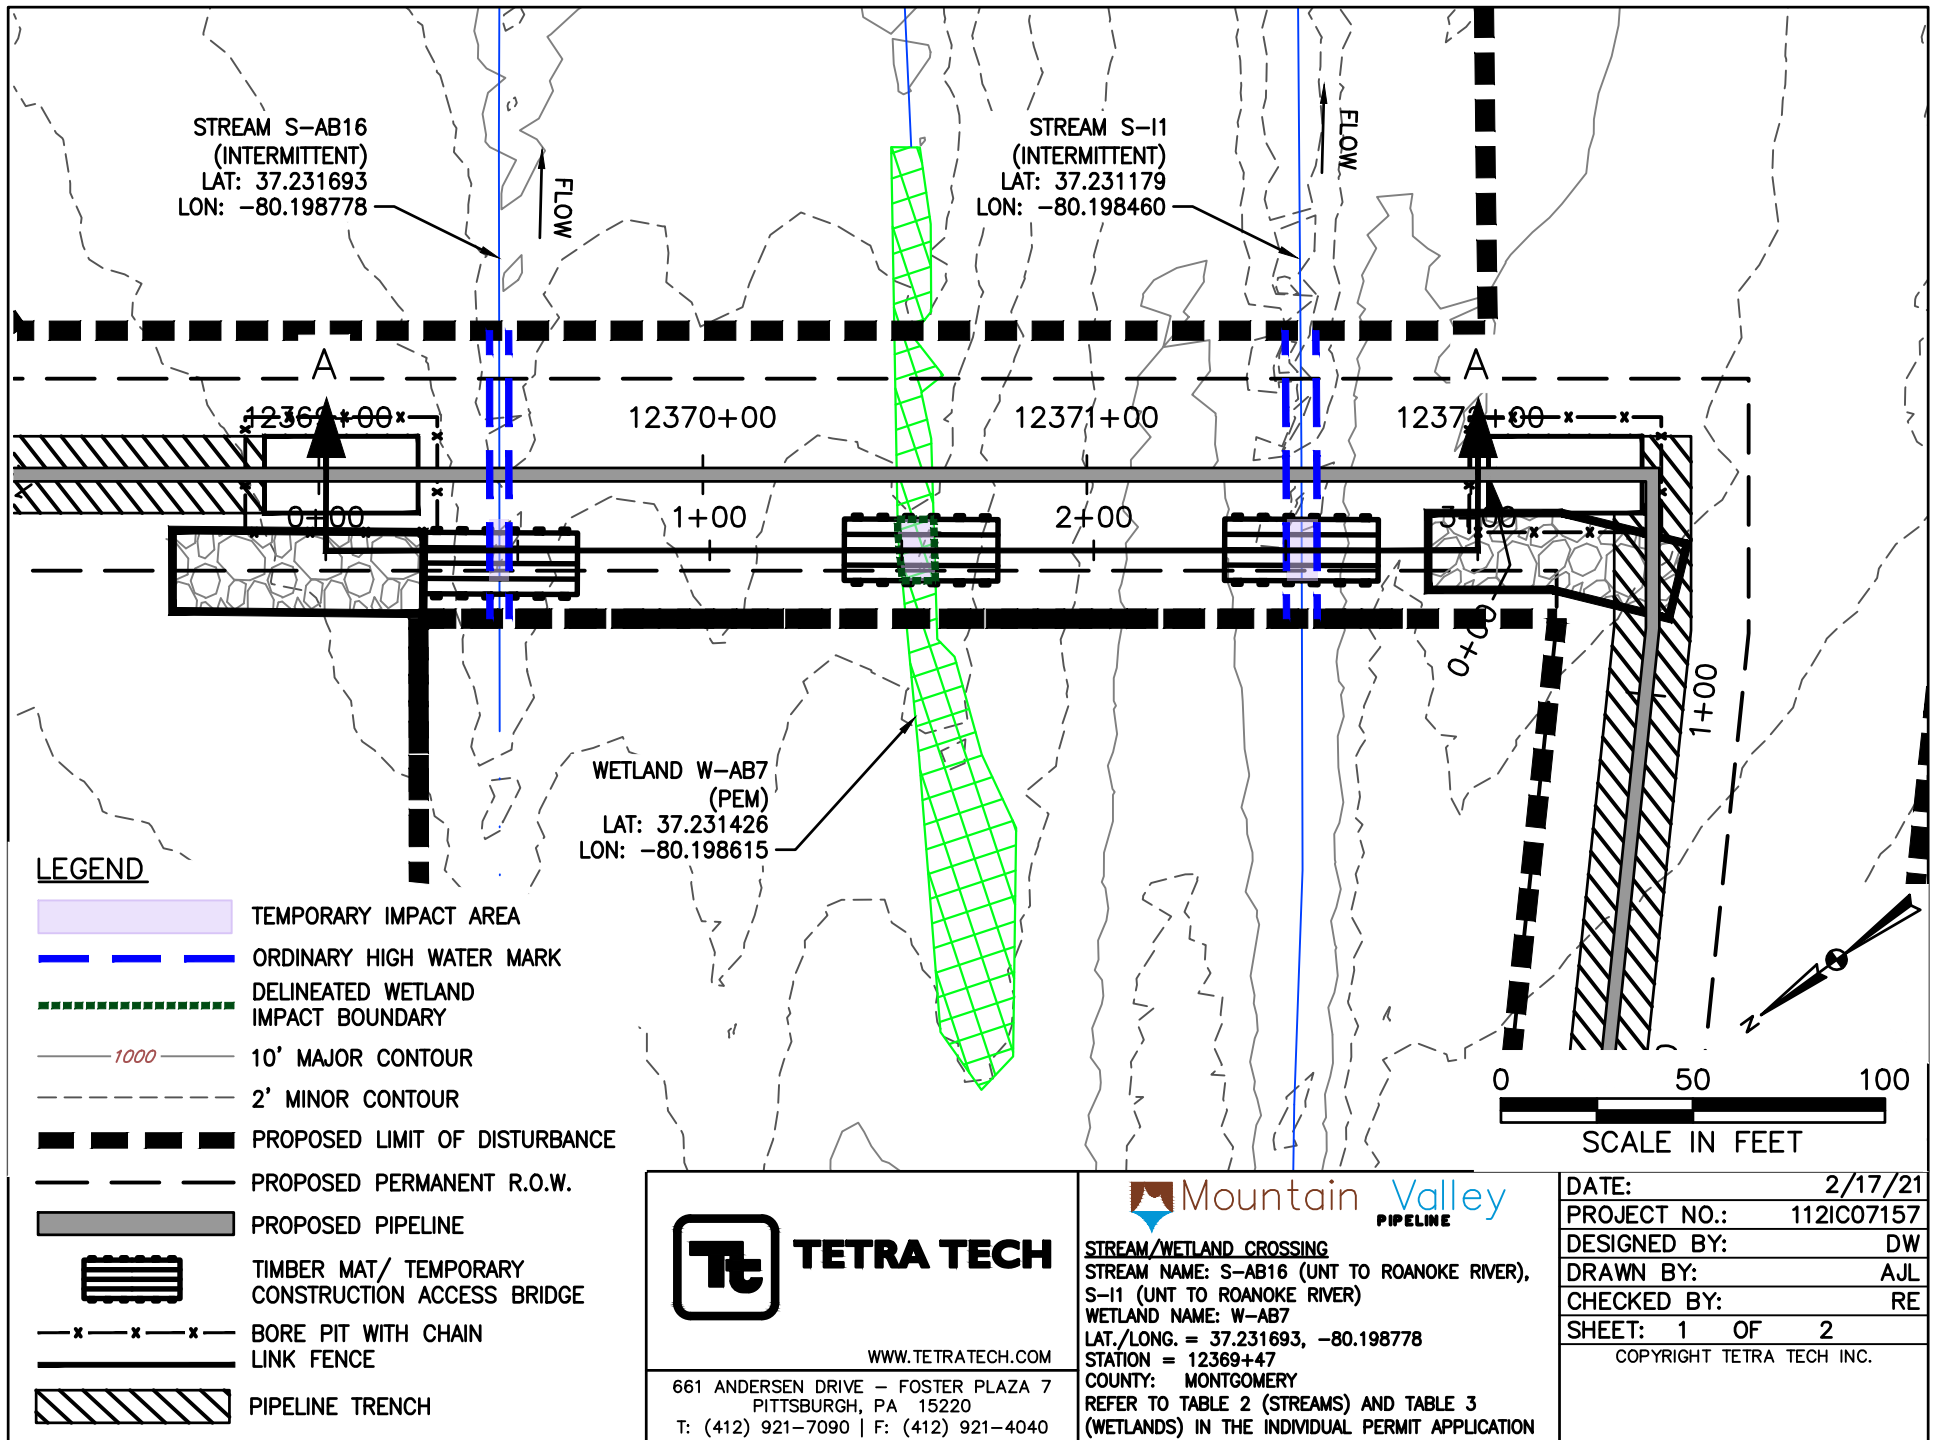 STREAM S-AB16
(INTERMITTENT)
LAT: 37.231693
LON: -80.198778
FLOW
STREAM S-I1
(INTERMITTENT)
LAT: 37.231179
LON: -80.198460
FLOW
A
A
12370+00
12371+00
0+00
1+00
2+00
0+00
1+00
WETLAND W-AB7
(PEM)
LAT: 37.231426
LON: -80.198615
LEGEND
TEMPORARY IMPACT AREA
ORDINARY HIGH WATER MARK
DELINEATED WETLAND
IMPACT BOUNDARY
1000
10' MAJOR CONTOUR
2' MINOR CONTOUR
PROPOSED LIMIT OF DISTURBANCE
PROPOSED PERMANENT R.O.W.
PROPOSED PIPELINE
TIMBER MAT/ TEMPORARY
CONSTRUCTION ACCESS BRIDGE
BORE PIT WITH CHAIN
LINK FENCE
PIPELINE TRENCH
N
0 50 100
SCALE IN FEET
Tt TETRA TECH
WWW.TETRATECH.COM
661 ANDERSEN DRIVE - FOSTER PLAZA 7
PITTSBURGH, PA 15220
T: (412) 921-7090 | F: (412) 921-4040
Mountain Valley
PIPELINE
STREAM/WETLAND CROSSING
STREAM NAME: S-AB16 (UNT TO ROANOKE RIVER),
S-I1 (UNT TO ROANOKE RIVER)
WETLAND NAME: W-AB7
LAT./LONG. = 37.231693, -80.198778
STATION = 12369+47
COUNTY: MONTGOMERY
REFER TO TABLE 2 (STREAMS) AND TABLE 3
(WETLANDS) IN THE INDIVIDUAL PERMIT APPLICATION
DATE: 2/17/21
PROJECT NO.: 112IC07157
DESIGNED BY: DW
DRAWN BY: AJL
CHECKED BY: RE
SHEET: 1 OF 2
COPYRIGHT TETRA TECH INC.